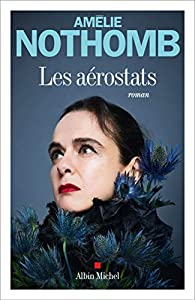 AMÉLIE
NOTHOMB
Les aérostats
roman
Albin Michel